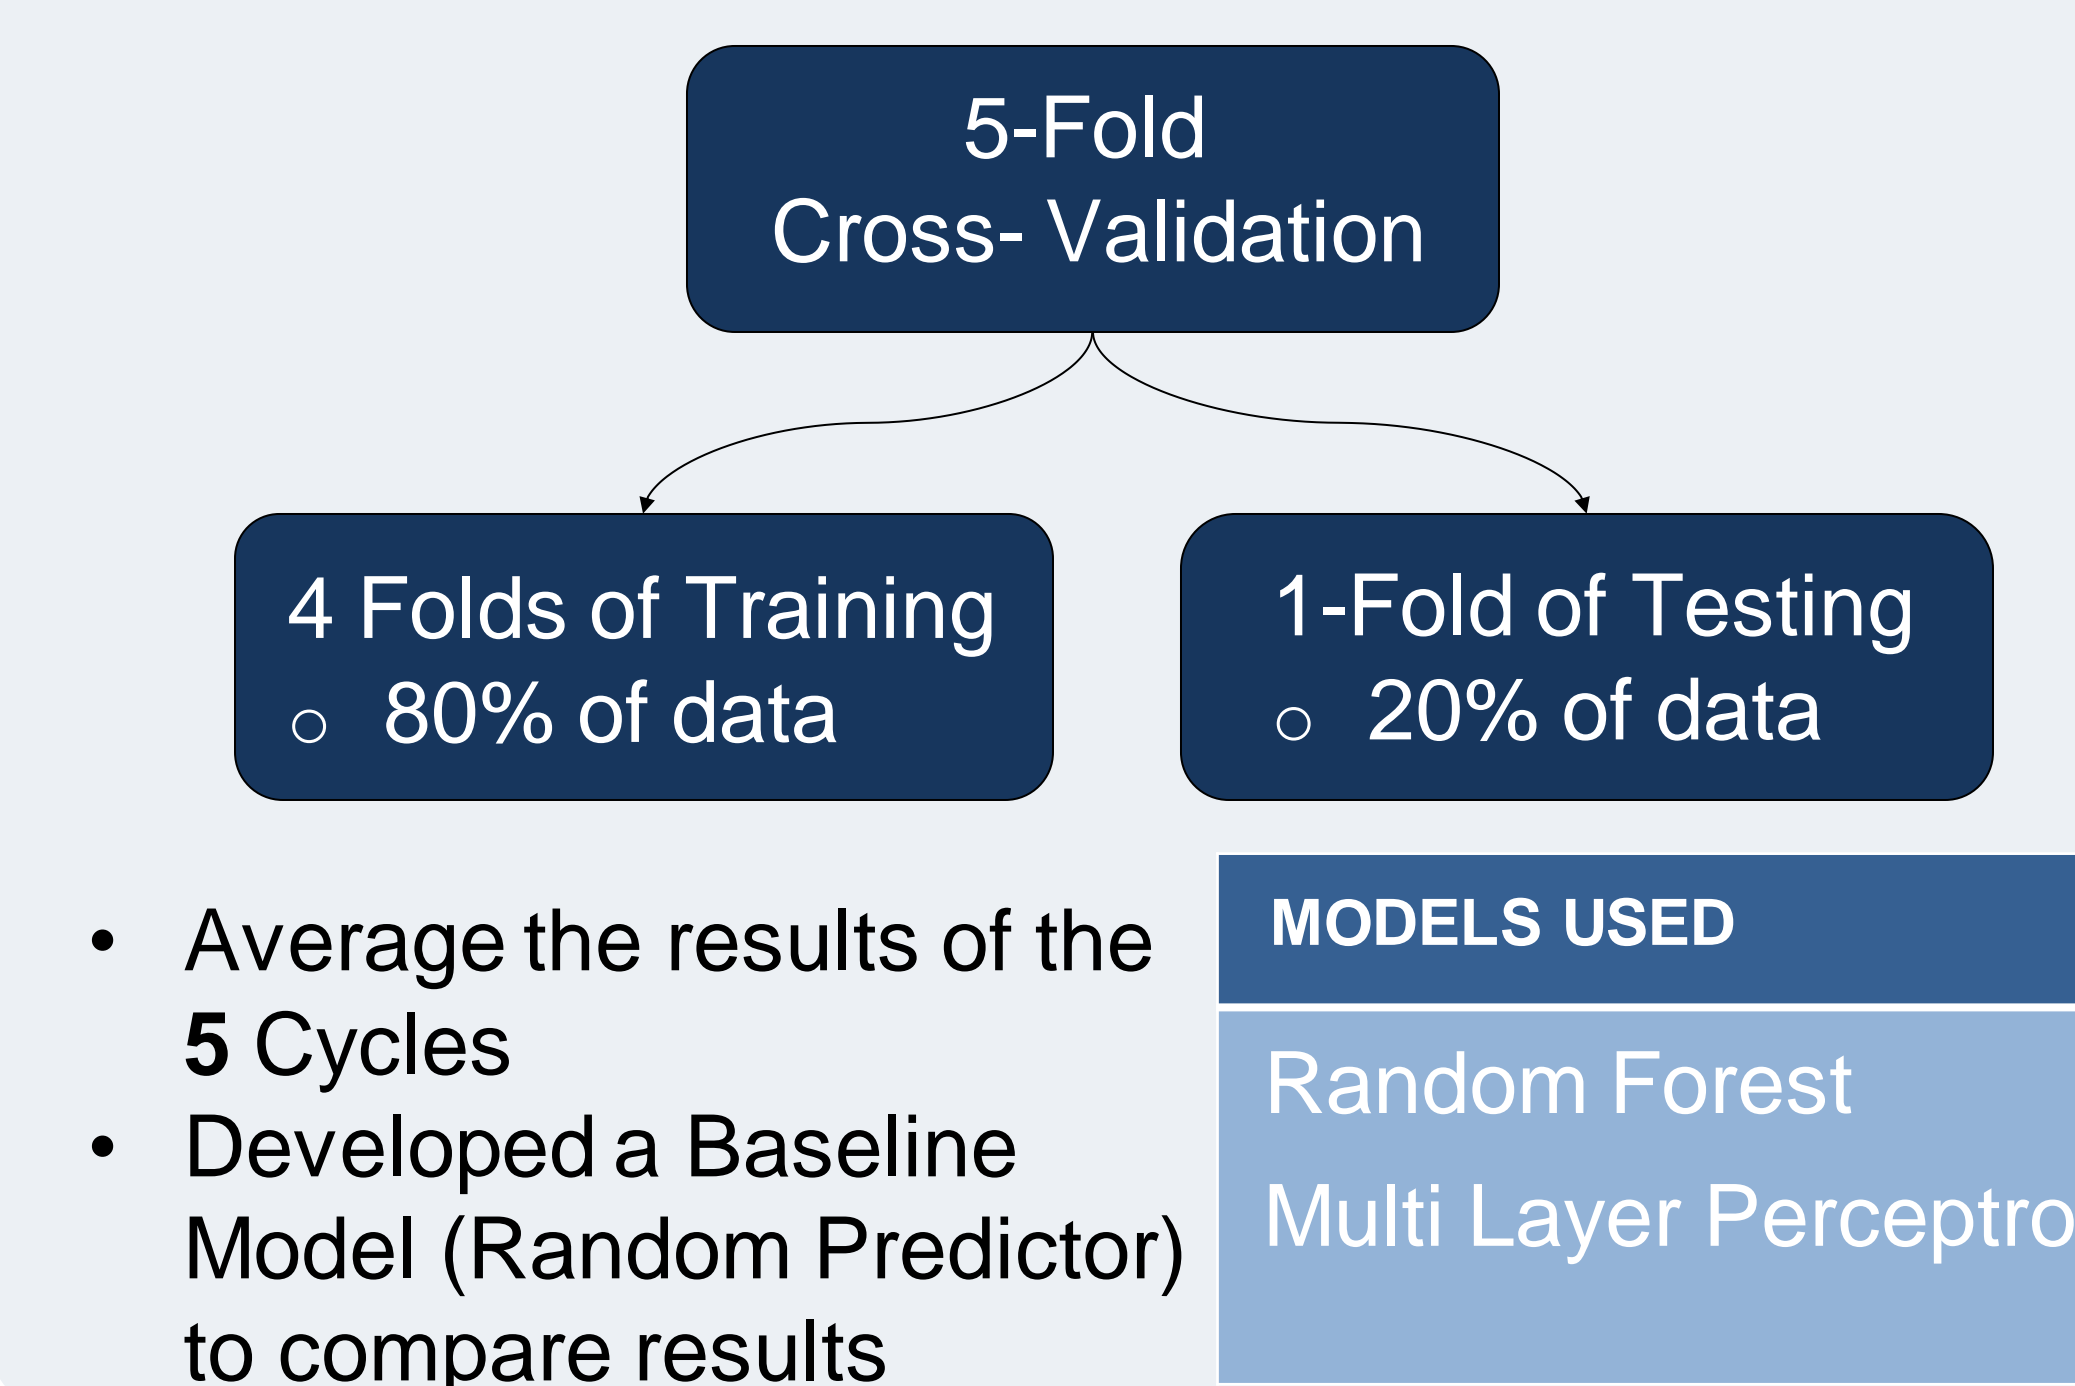 5-Fold
Cross- Validation
4 Folds of Training
o 80% of data
1-Fold of Testing
o 20% of data
• Average the results of the
5 Cycles
• Developed a Baseline
Model (Random Predictor)
to compare results
MODELS USED
Random Forest
Multi Layer Perceptro